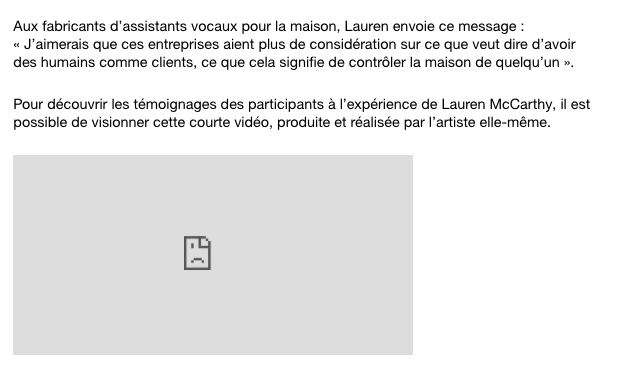 Aux fabricants d’assistants vocaux pour la maison, Lauren envoie ce message :
« J’aimerais que ces entreprises aient plus de considération sur ce que veut dire d’avoir
des humains comme clients, ce que cela signifie de contrôler la maison de quelqu’un ».
Pour découvrir les témoignages des participants à l’expérience de Lauren McCarthy, il est
possible de visionner cette courte vidéo, produite et réalisée par l’artiste elle-même.